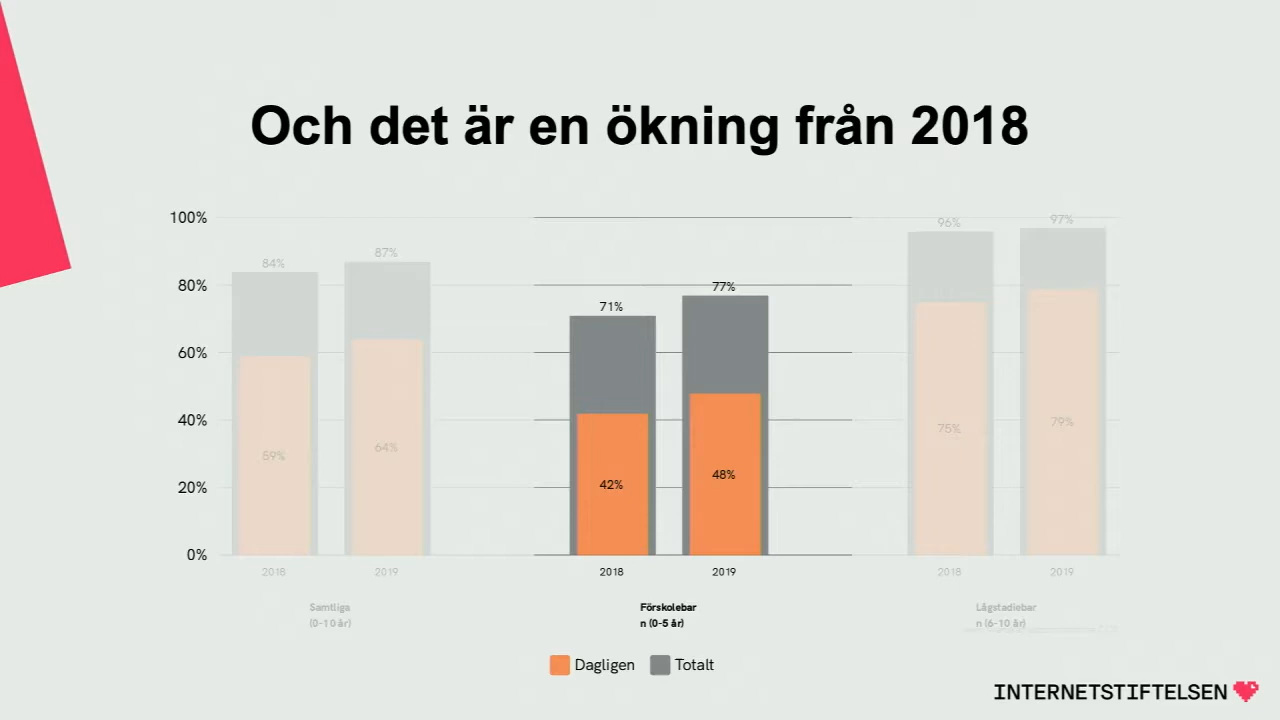 Och det är en ökning från 2018
100%
80%
60%
40%
20%
0%
84%
87%
59%
64%
71%
77%
42%
48%
96%
97%
75%
79%
2018
2019
2018
2019
2018
2019
Samtliga
(0-10 år)
Förskolebar
n (0-5 år)
Lågstadiebar
n (6-10 år)
Dagligen
Totalt
INTERNETSTIFTELSEN